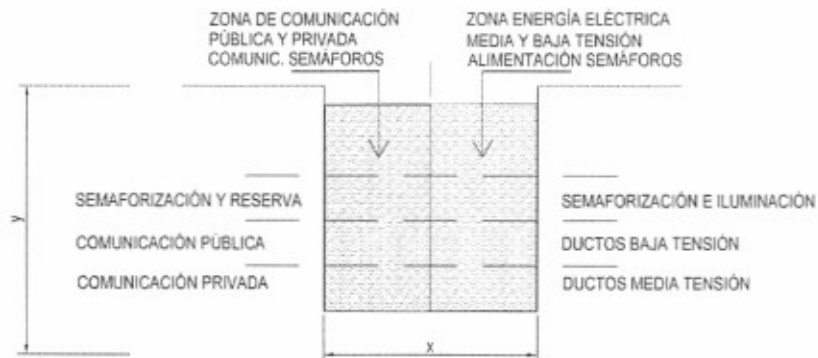 ZONA DE COMUNICACIÓN
PÚBLICA Y PRIVADA
COMUNIC. SEMÁFOROS
ZONA ENERGÍA ELÉCTRICA
MEDIA Y BAJA TENSIÓN
ALIMENTACIÓN SEMÁFOROS
SEMAFORIZACIÓN Y RESERVA
COMUNICACIÓN PÚBLICA
COMUNICACIÓN PRIVADA
SEMAFORIZACIÓN E ILUMINACIÓN
DUCTOS BAJA TENSIÓN
DUCTOS MEDIA TENSIÓN
y
x